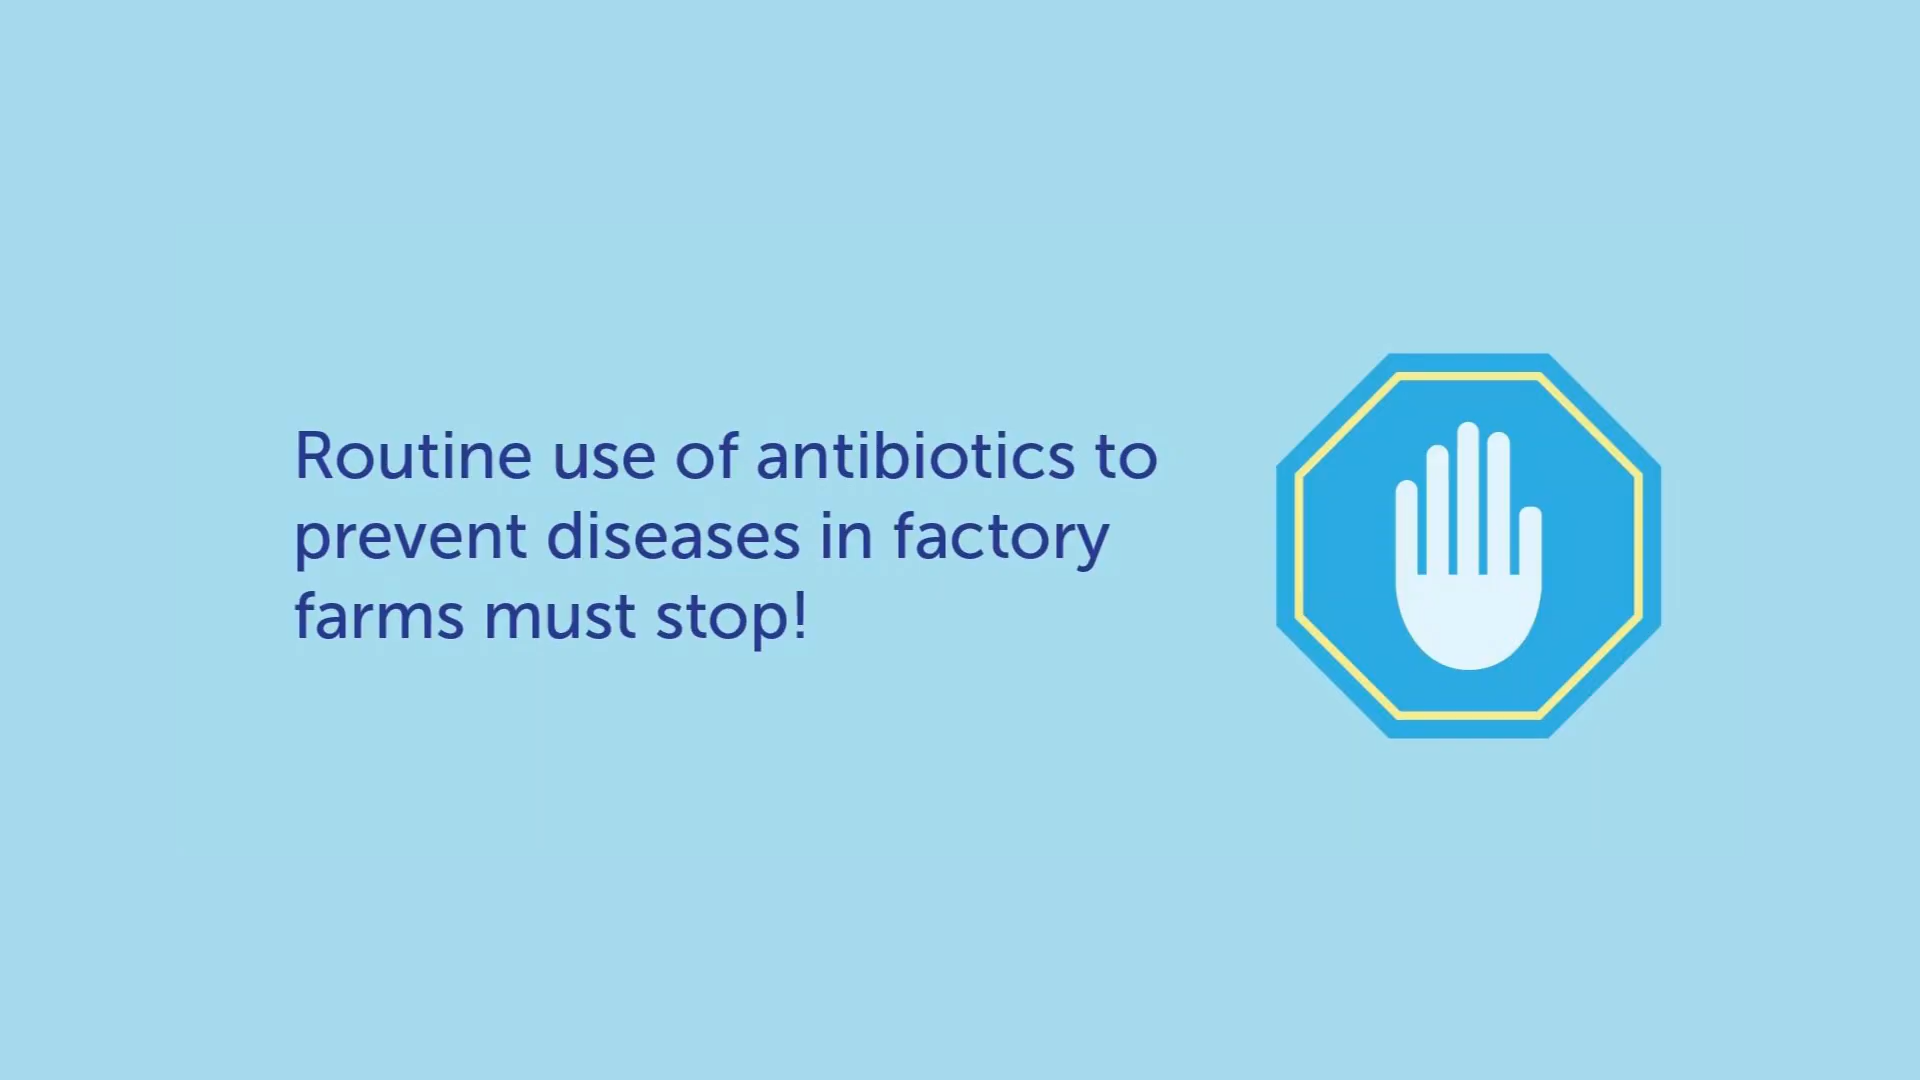 Routine use of antibiotics to
prevent diseases in factory
farms must stop!